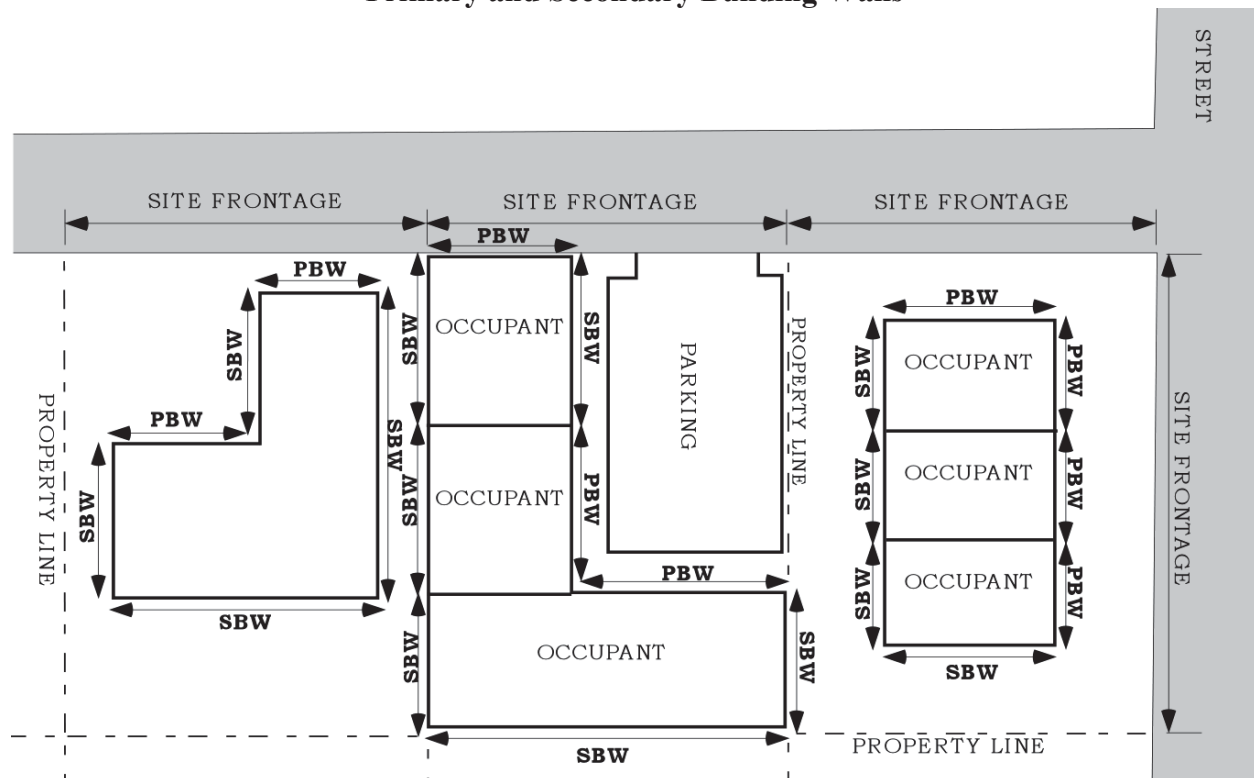 Primary and Secondary Building Walls
STREET
SITE FRONTAGE
SITE FRONTAGE
SITE FRONTAGE
PBW
PBW
SBW
PBW
SBW
SBW
SBW
PROPERTY LINE
SBW
OCCUPANT
SBW
SBW
OCCUPANT
PBW
PARKING
PROPERTY LINE
PBW
SBW
OCCUPANT
SBW
SBW
PBW
SBW
OCCUPANT
PBW
SBW
OCCUPANT
PBW
SBW
OCCUPANT
PBW
SBW
SITE FRONTAGE
PROPERTY LINE